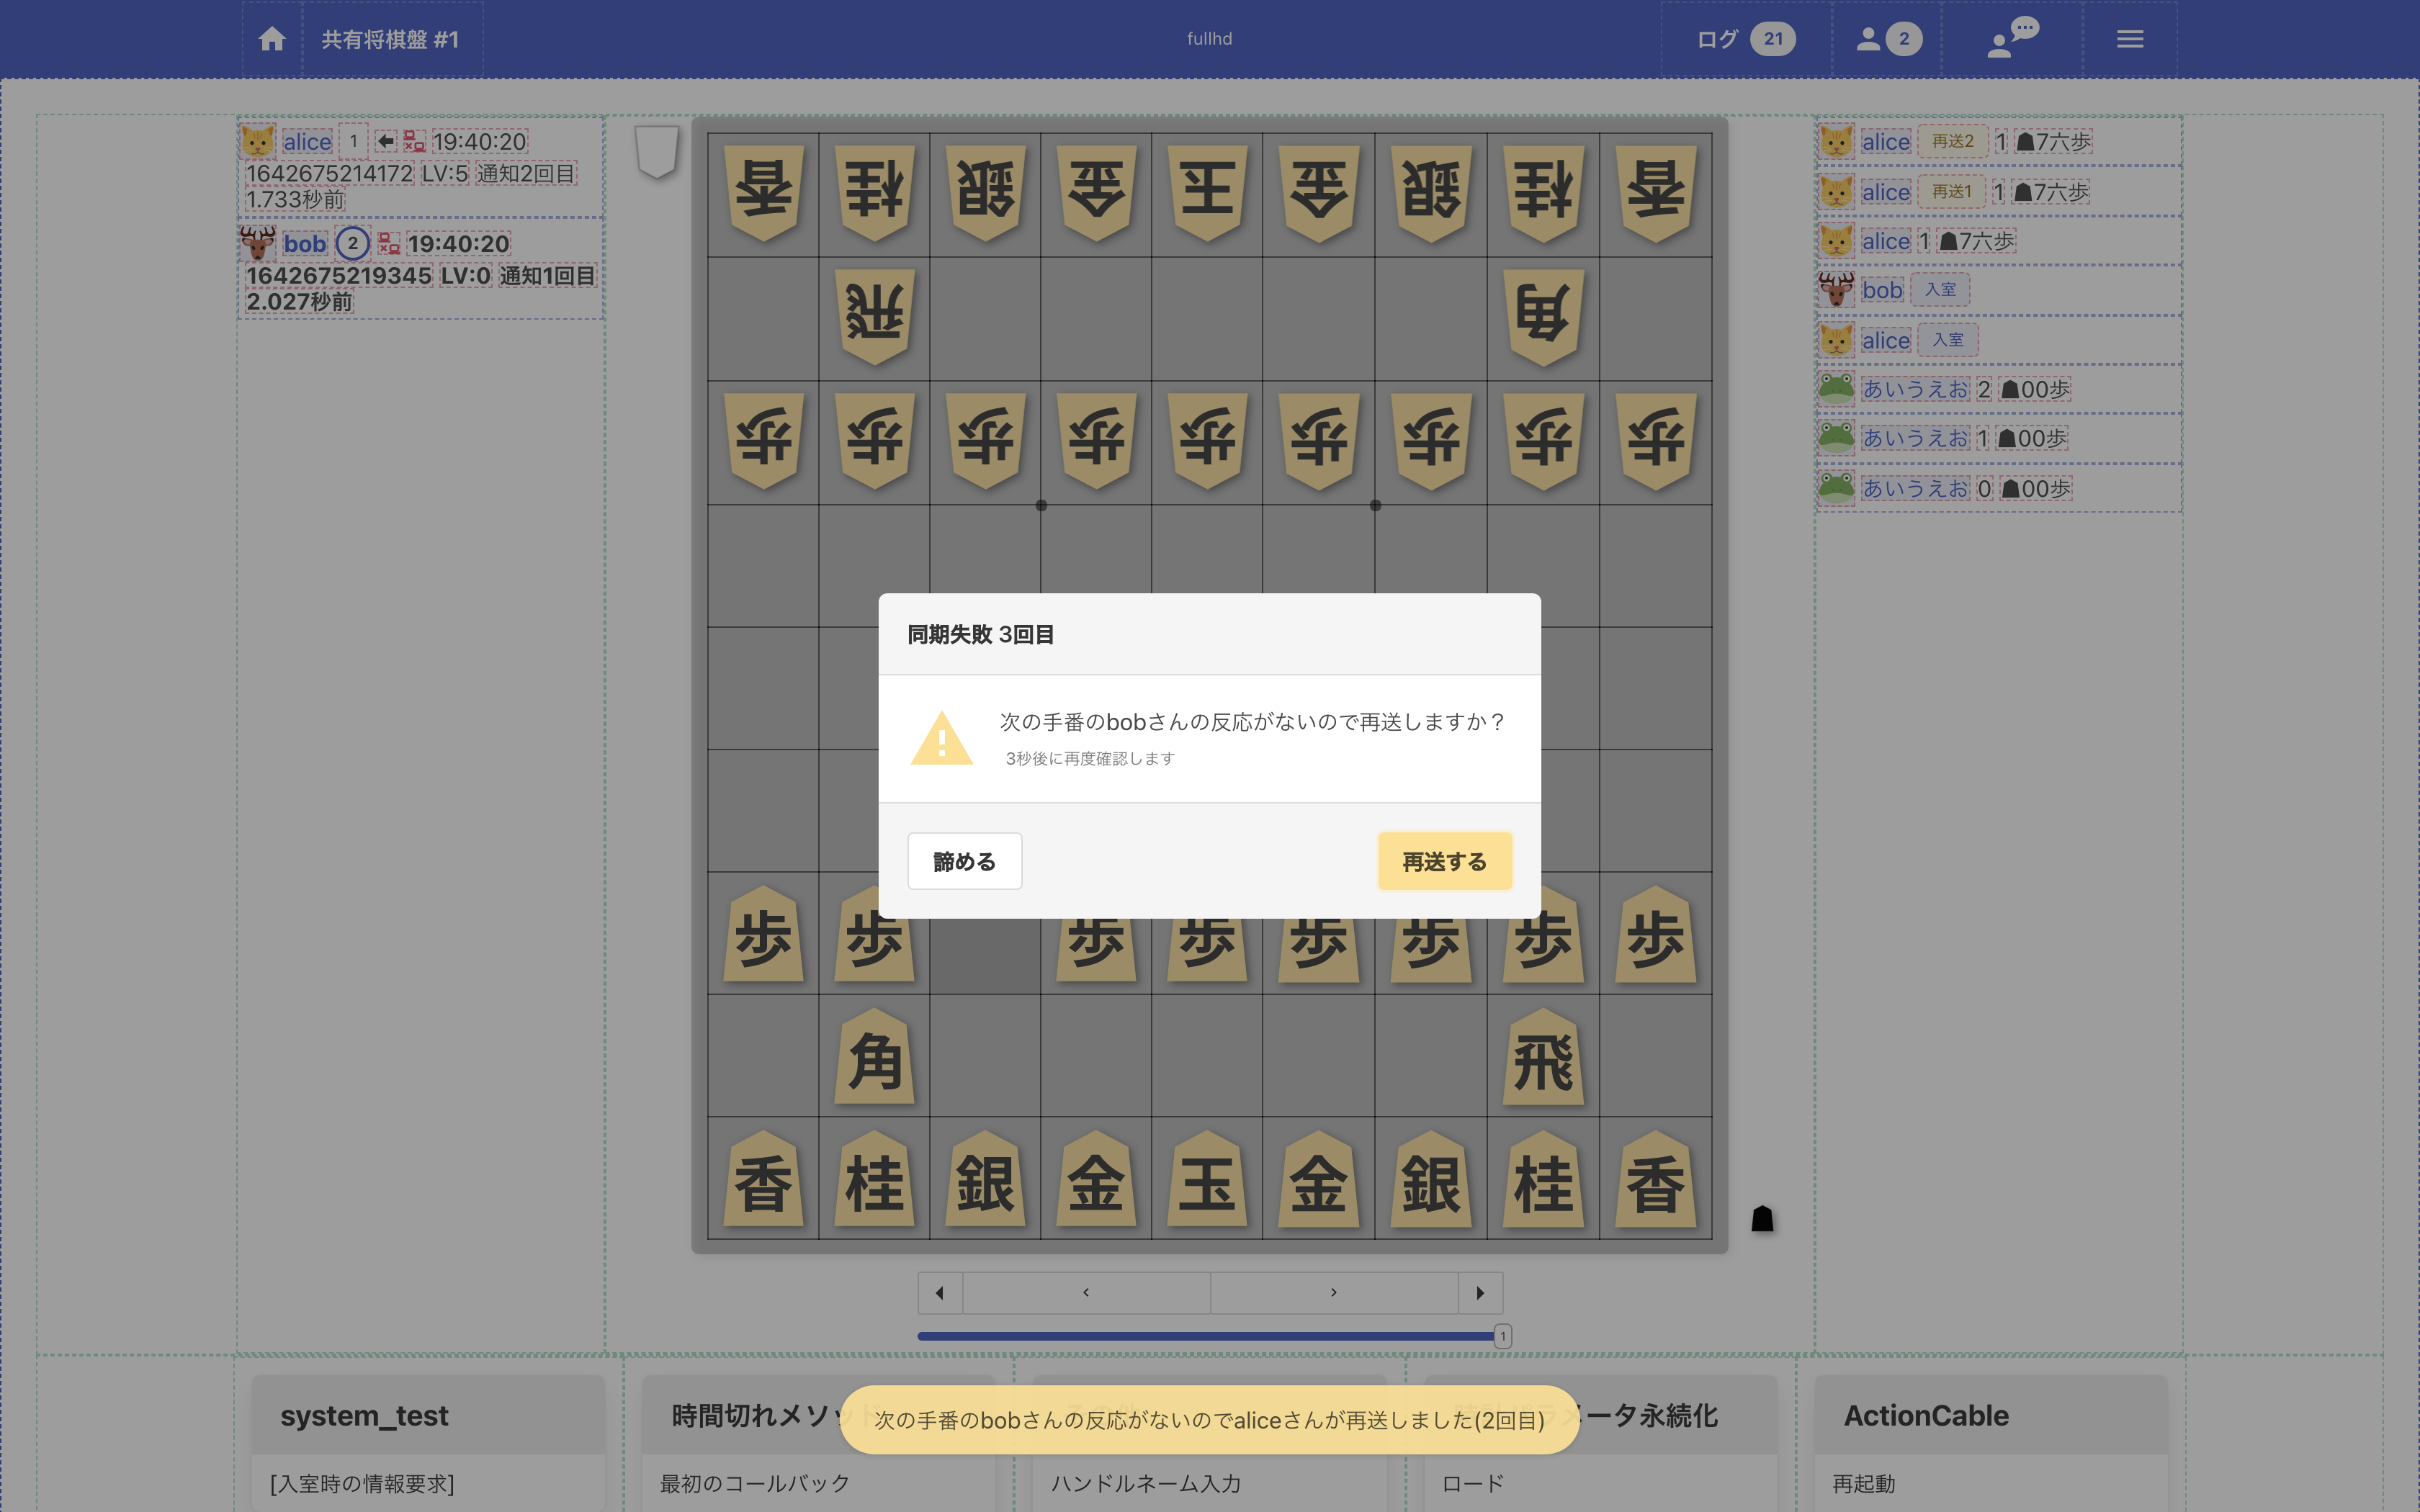 共有将棋盤 #1
fullhd
ログ 21
2
alice 1 19:40:20
1642675214172 LV:5 通知2回目
1.733秒前
bob 2 19:40:20
1642675219345 LV:0 通知1回目
2.027秒前
香 桂 銀 金 玉 金 銀 桂 香
飛 角
歩 歩 歩 歩 歩 歩 歩 歩 歩
同期失敗 3回目
次の手番のbobさんの反応がないので再送しますか？
3秒後に再度確認します
諦める 再送する
歩 歩 歩 歩 歩 歩 歩 歩
角 飛
香 桂 銀 金 玉 金 銀 桂 香
1
alice 再送2 1 ☗7六歩
alice 再送1 1 ☗7六歩
alice 1 ☗7六歩
bob 入室
alice 入室
あいうえお 2 ☗00歩
あいうえお 1 ☗00歩
あいうえお 0 ☗00歩
次の手番のbobさんの反応がないのでaliceさんが再送しました(2回目)
system_test
[入室時の情報要求]
時間切れメソッド
最初のコールバック
ハンドルネーム入力
ータ永続化
ロード
ActionCable
再起動